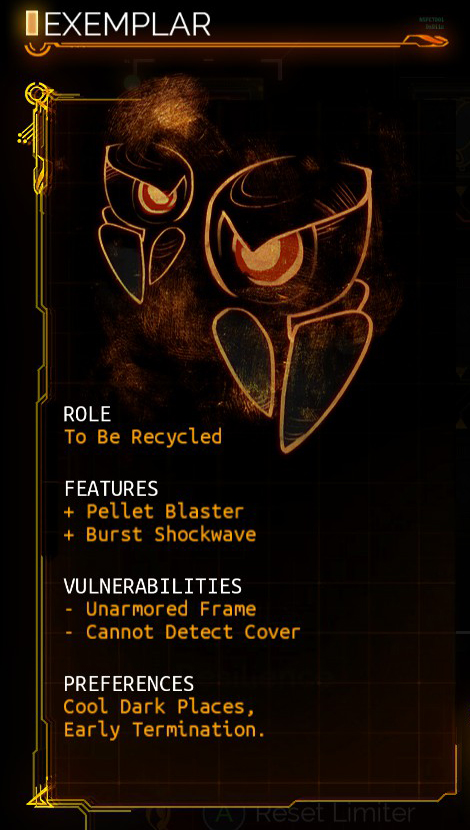 EXEMPLAR
ROLE
To Be Recycled
FEATURES
+ Pellet Blaster
+ Burst Shockwave
VULNERABILITIES
- Unarmored Frame
- Cannot Detect Cover
PREFERENCES
Cool Dark Places,
Early Termination.
A Reset Limiter